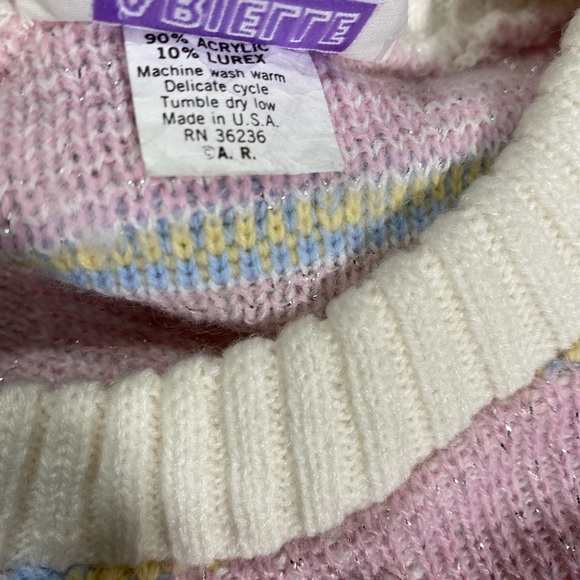 BIETTE
90% ACRYLIC
10% LUREX
Machine wash warm
Delicate cycle
Tumble dry low
Made in U.S.A.
RN 36236
©A. R.